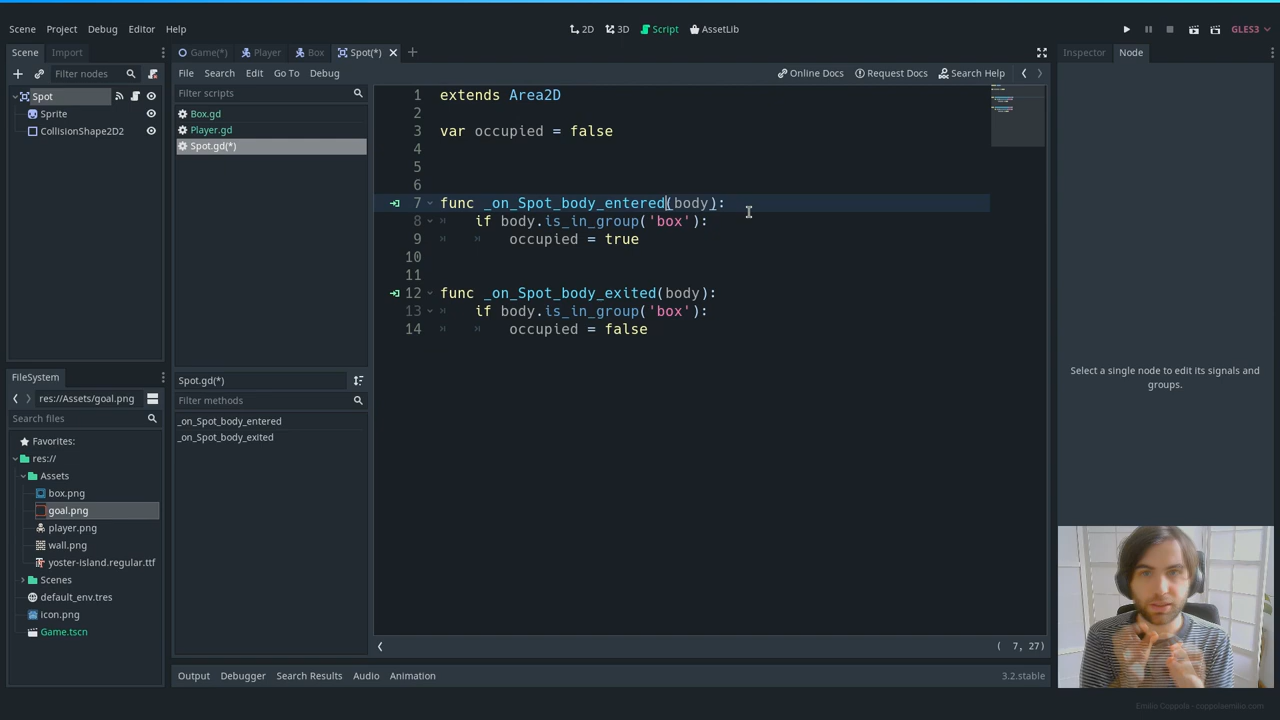 Scene Project Debug Editor Help
2D 3D Script AssetLib
GLES3
Scene Import
Game(*) Player Box Spot(*)
Inspector Node
Filter nodes
File Search Edit Go To Debug
Online Docs Request Docs Search Help
Spot
Sprite
CollisionShape2D2
Filter scripts
Box.gd
Player.gd
Spot.gd(*)
Spot.gd(*)
Filter methods
_on_Spot_body_entered
_on_Spot_body_exited
1 extends Area2D
2
3 var occupied = false
4
5
6
7 func _on_Spot_body_entered(body):
8 if body.is_in_group('box'):
9 occupied = true
10
11
12 func _on_Spot_body_exited(body):
13 if body.is_in_group('box'):
14 occupied = false
( 7, 27)
Select a single node to edit its signals and
groups.
FileSystem
res://Assets/goal.png
Search files
Favorites:
res://
Assets
box.png
goal.png
player.png
wall.png
yoster-island.regular.ttf
Scenes
default_env.tres
icon.png
Game.tscn
Output Debugger Search Results Audio Animation
3.2.stable
Emilio Coppola - coppolaemilio.com